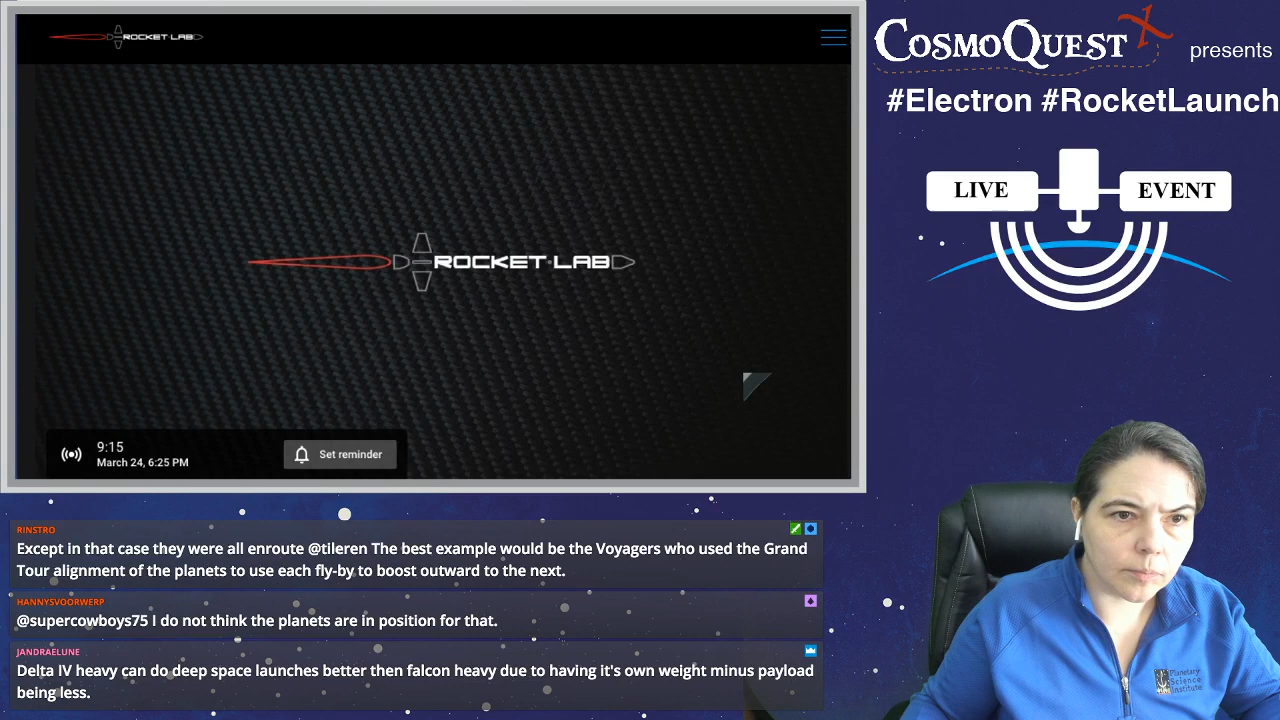 ROCKET LAB
COSMOQUEST X presents
#Electron #RocketLaunch
LIVE EVENT
ROCKET LAB
9:15
March 24, 6:25 PM
Set reminder
RINSTRO
Except in that case they were all enroute @tileren The best example would be the Voyagers who used the Grand
Tour alignment of the planets to use each fly-by to boost outward to the next.
HANNYSVOORWERP
@supercowboys75 I do not think the planets are in position for that.
JANDRAELUNE
Delta IV heavy can do deep space launches better then falcon heavy due to having it's own weight minus payload
being less.
Planetary
Science
Institute